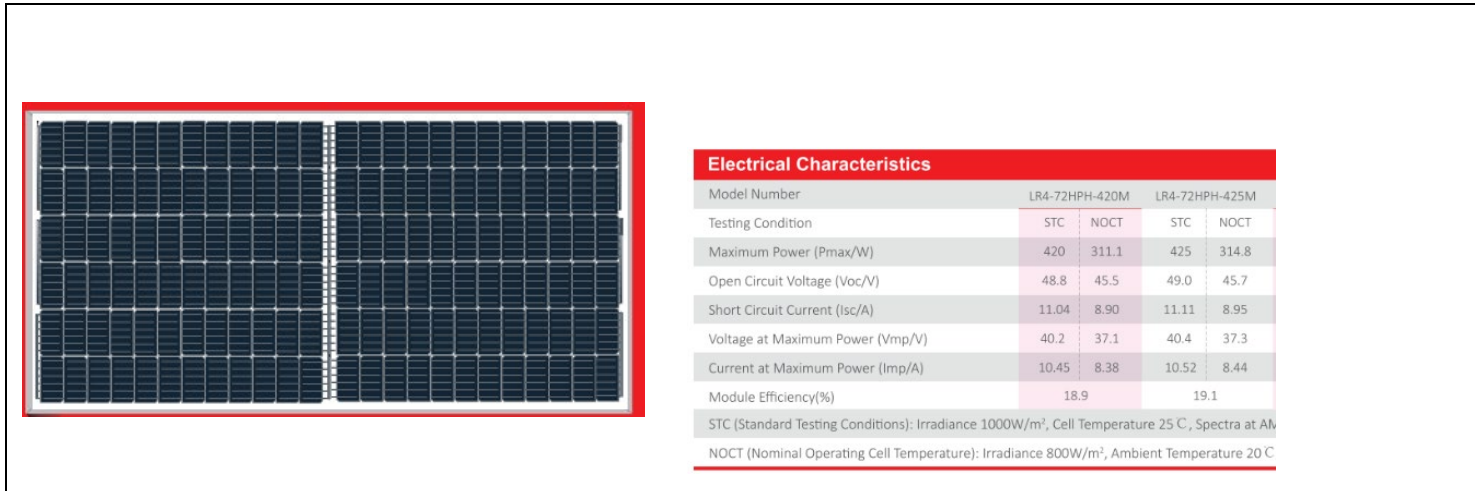 Electrical Characteristics
Model Number LR4-72HPH-420M LR4-72HPH-425M
Testing Condition STC NOCT STC NOCT
Maximum Power (Pmax/W) 420 311.1 425 314.8
Open Circuit Voltage (Voc/V) 48.8 45.5 49.0 45.7
Short Circuit Current (Isc/A) 11.04 8.90 11.11 8.95
Voltage at Maximum Power (Vmp/V) 40.2 37.1 40.4 37.3
Current at Maximum Power (Imp/A) 10.45 8.38 10.52 8.44
Module Efficiency(%) 18.9 19.1
STC (Standard Testing Conditions): Irradiance 1000W/m², Cell Temperature 25℃, Spectra at AM
NOCT (Nominal Operating Cell Temperature): Irradiance 800W/m², Ambient Temperature 20℃